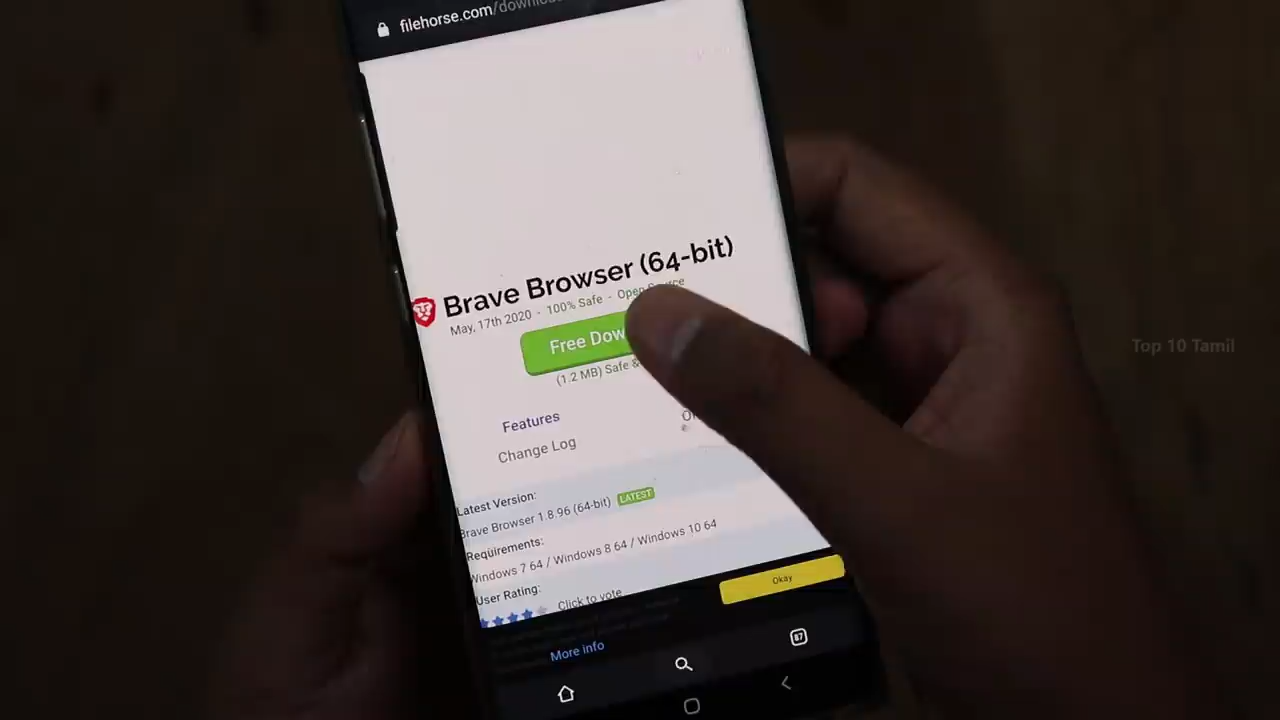 filehorse.com/downloa
Brave Browser (64-bit)
May, 17th 2020 - 100% Safe - Open Source
Free Dow
(1.2 MB) Safe &
Features
Change Log
Latest Version:
Brave Browser 1.8.96 (64-bit) LATEST
Requirements:
Windows 7 64 / Windows 8 64 / Windows 10 64
User Rating:
Click to vote
Okay
More info
87
Top 10 Tamil